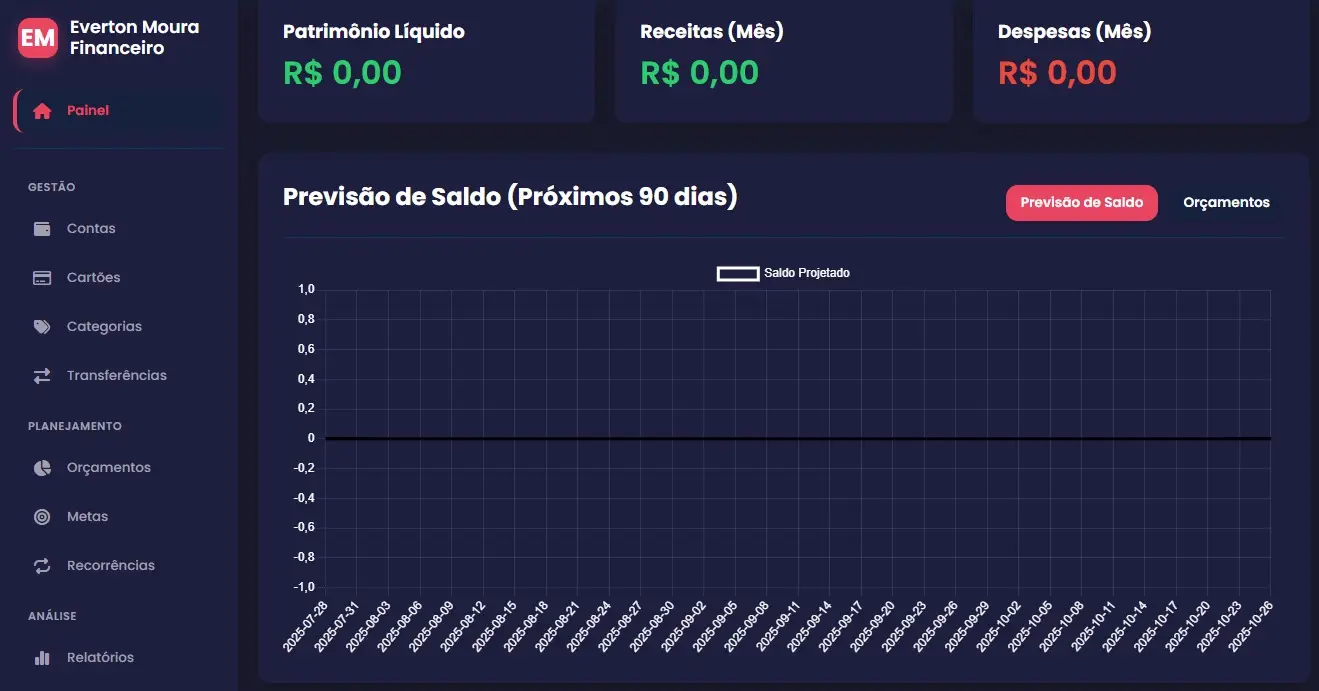 EM
Everton Moura
Financeiro
Painel
GESTÃO
Contas
Cartões
Categorias
Transferências
PLANEJAMENTO
Orçamentos
Metas
Recorrências
ANÁLISE
Relatórios
Patrimônio Líquido
R$ 0,00
Receitas (Mês)
R$ 0,00
Despesas (Mês)
R$ 0,00
Previsão de Saldo (Próximos 90 dias)
Previsão de Saldo
Orçamentos
Saldo Projetado
1,0
0,8
0,6
0,4
0,2
0
-0,2
-0,4
-0,6
-0,8
-1,0
2025-07-28
2025-07-31
2025-08-03
2025-08-06
2025-08-09
2025-08-12
2025-08-15
2025-08-18
2025-08-21
2025-08-24
2025-08-27
2025-08-30
2025-09-02
2025-09-05
2025-09-08
2025-09-11
2025-09-14
2025-09-17
2025-09-20
2025-09-23
2025-09-26
2025-09-29
2025-10-02
2025-10-05
2025-10-08
2025-10-11
2025-10-14
2025-10-17
2025-10-20
2025-10-23
2025-10-26